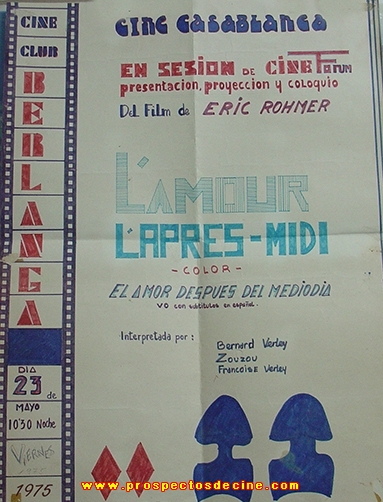 CINE
CLUB
BERLANGA
DIA
23 de
MAYO
10'30 Noche
VIERNES
1975
CINE CASABLANCA
EN SESION DE CINE FORUM
presentacion, proyeccion y coloquio
Del Film de ERIC ROHMER
L'AMOUR
L'APRES-MIDI
-COLOR-
EL AMOR DESPUES DEL MEDIODIA
VO con subtitulos en español.
Interpretada por:
Bernard Verley
Zouzou
Francoise Verley
www.prospectosdecine.com